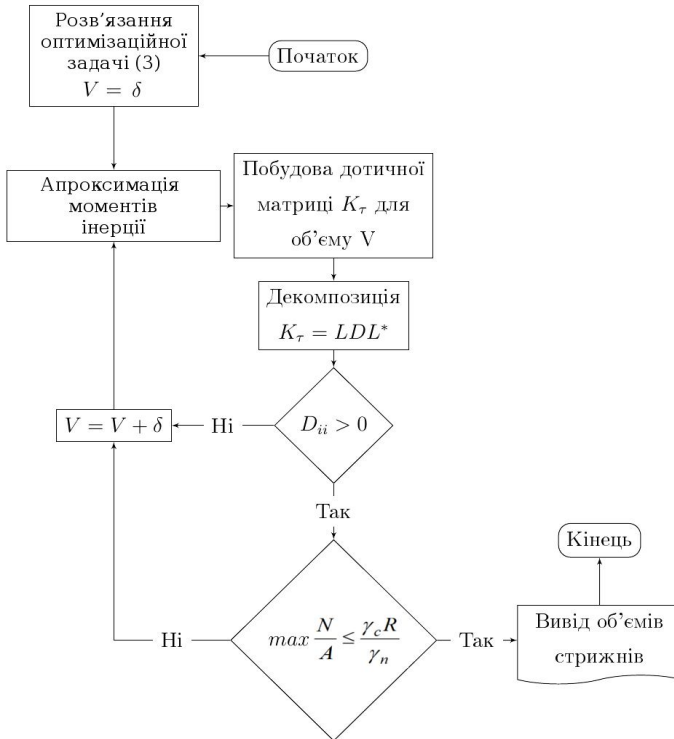 Розв'язання
оптимізаційної
задачі (3)
V = δ
Початок
Апроксимація
моментів
інерції
Побудова дотичної
матриці K_τ для
об'єму V
Декомпозиція
K_τ = LDL*
D_ii > 0
Ні
V = V + δ
Так
max N/A ≤ γ_c R/γ_n
Ні
Так
Вивід об'ємів
стрижнів
Кінець